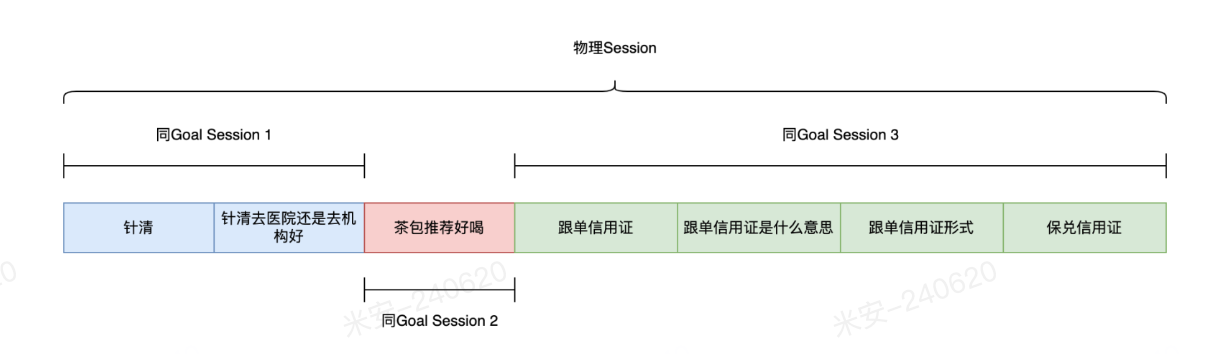 物理Session
同Goal Session 1
同Goal Session 3
针清
针清去医院还是去机
构好
茶包推荐好喝
跟单信用证
跟单信用证是什么意思
跟单信用证形式
保兑信用证
同Goal Session 2
20
米安-240620
米安-240620